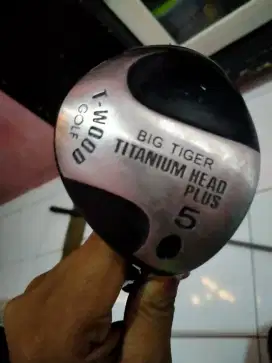 T-WOOD
GOLF
BIG TIGER
TITANIUM HEAD
PLUS
5